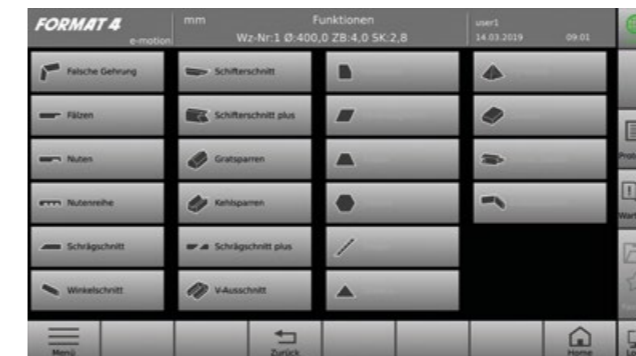 FORMAT 4
e-motion
mm
Funktionen
Wz-Nr:1 Ø:400,0 ZB:4,0 SK:2,8
user1
14.03.2019 09:01
Falsche Gehrung
Schifterschnitt
Fälzen
Schifterschnitt plus
Nuten
Gratsparren
Nutenreihe
Kehlsparren
Schrägschnitt
Schrägschnitt plus
Winkelschnitt
V-Ausschnitt
Menü
Zurück
Home